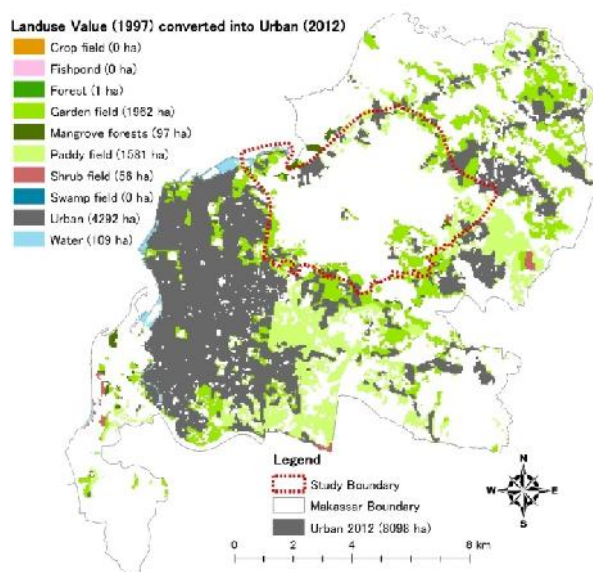 Landuse Value (1997) converted into Urban (2012)
Crop field (0 ha)
Fishpond (0 ha)
Forest (1 ha)
Garden field (1962 ha)
Mangrove forests (97 ha)
Paddy field (1581 ha)
Shrub field (56 ha)
Swamp field (0 ha)
Urban (4292 ha)
Water (109 ha)
Legend
Study Boundary
Makassar Boundary
Urban 2012 (8098 ha)
N
W E
S
0 2 4 8 km